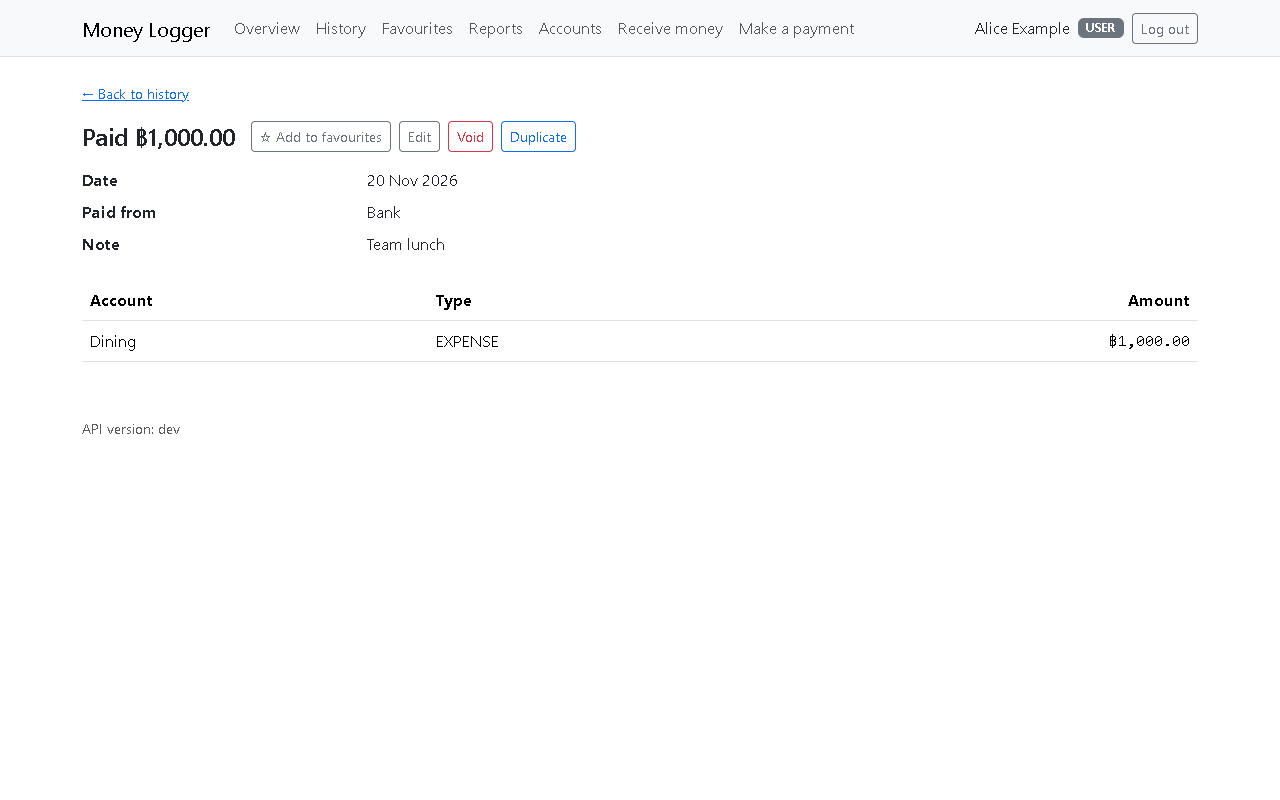 Money Logger Overview History Favourites Reports Accounts Receive money Make a payment Alice Example USER Log out
← Back to history
Paid ฿1,000.00 ☆ Add to favourites Edit Void Duplicate
Date 20 Nov 2026
Paid from Bank
Note Team lunch
Account Type Amount
Dining EXPENSE ฿1,000.00
API version: dev